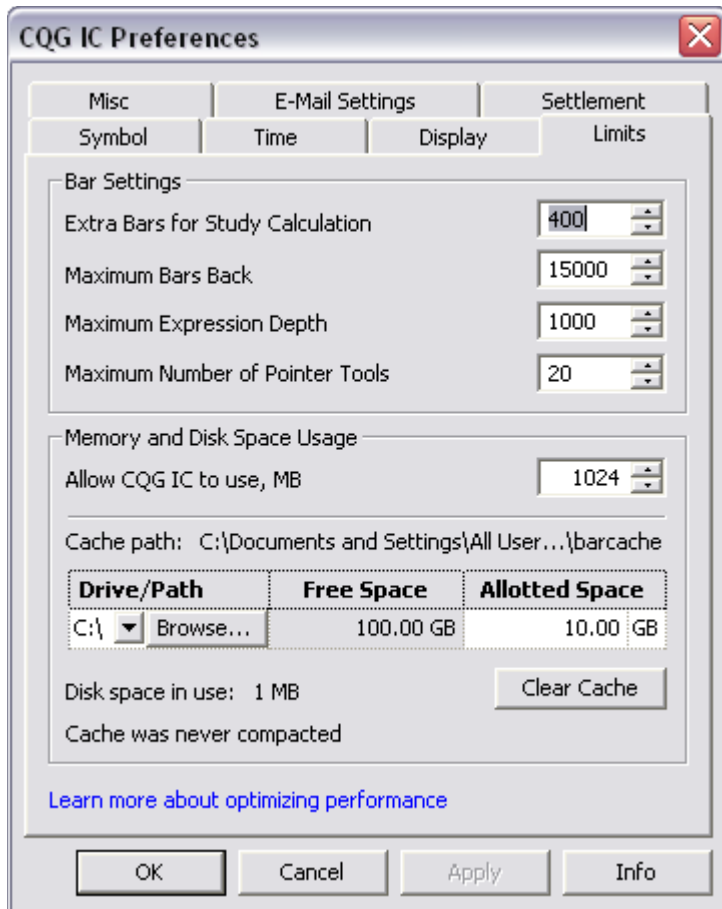 CQG IC Preferences
Misc E-Mail Settings Settlement
Symbol Time Display Limits
Bar Settings
Extra Bars for Study Calculation 400
Maximum Bars Back 15000
Maximum Expression Depth 1000
Maximum Number of Pointer Tools 20
Memory and Disk Space Usage
Allow CQG IC to use, MB 1024
Cache path: C:\Documents and Settings\All User...\barcache
Drive/Path Free Space Allotted Space
C:\ Browse... 100.00 GB 10.00 GB
Disk space in use: 1 MB Clear Cache
Cache was never compacted
Learn more about optimizing performance
OK Cancel Apply Info